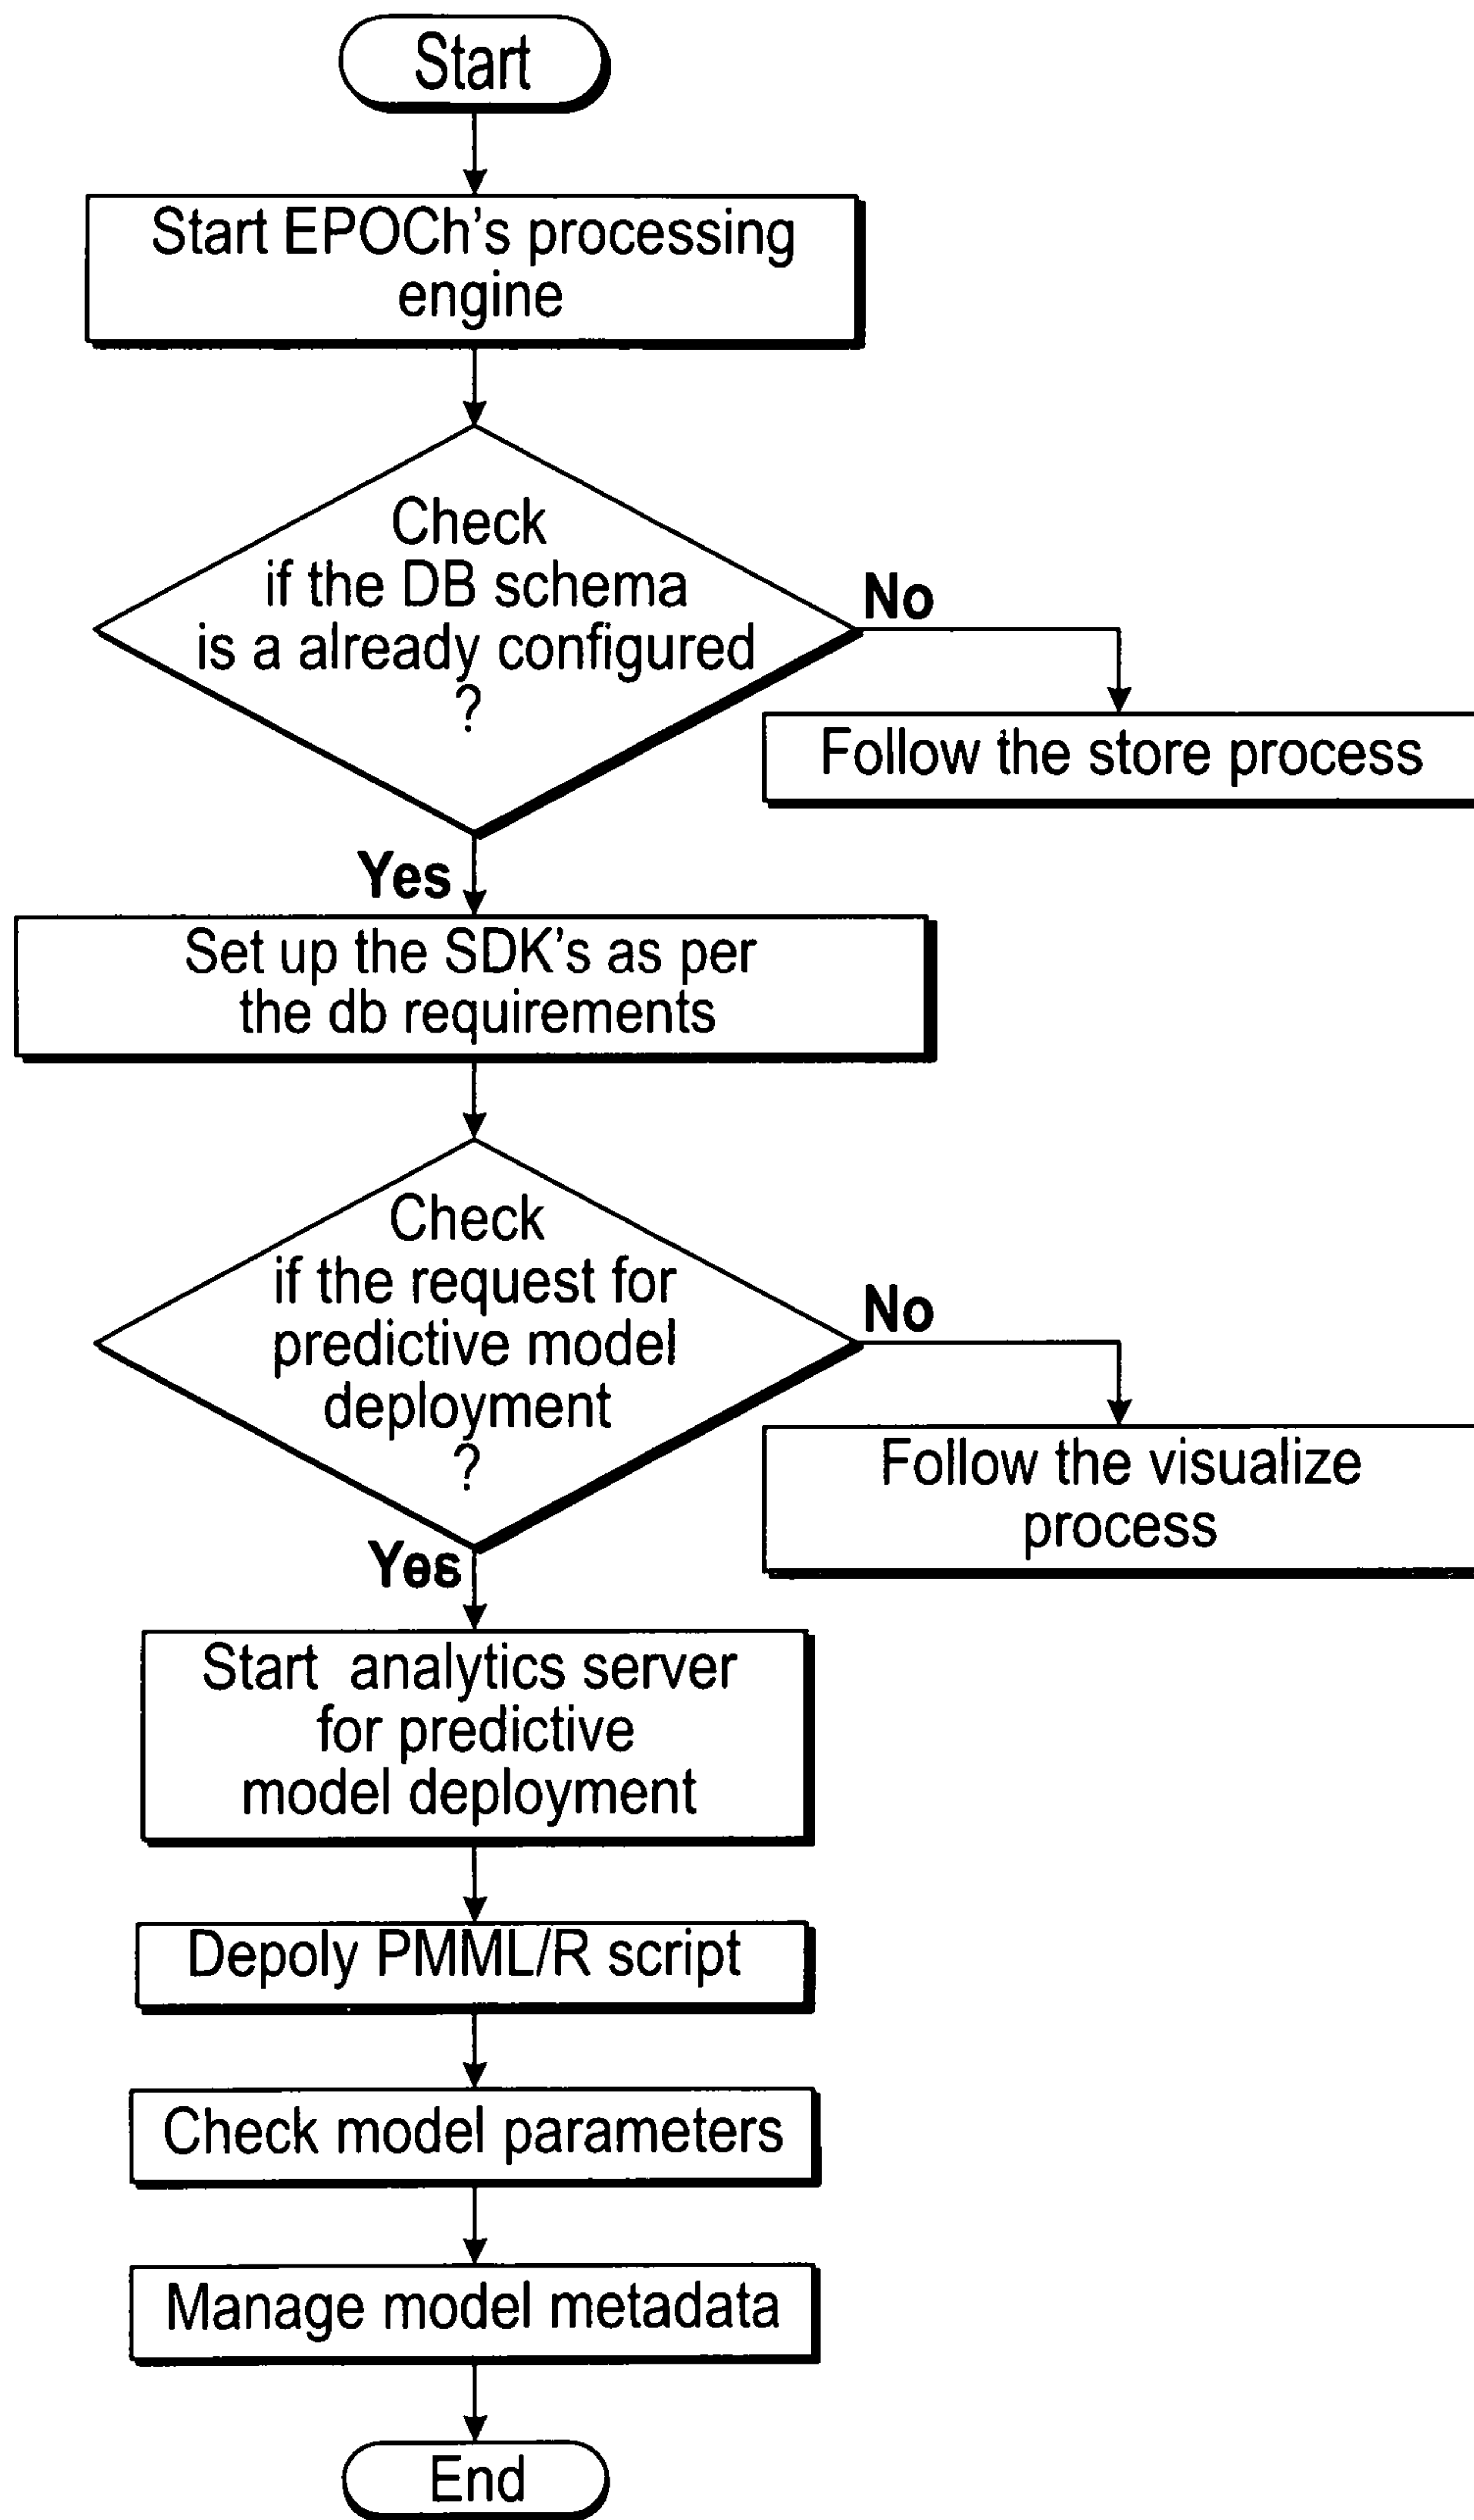 Start
Start EPOCh's processing
engine
Check
if the DB schema
is a already configured
?
No
Follow the store process
Yes
Set up the SDK's as per
the db requirements
Check
if the request for
predictive model
deployment
?
No
Follow the visualize
process
Yes
Start analytics server
for predictive
model deployment
Depoly PMML/R script
Check model parameters
Manage model metadata
End